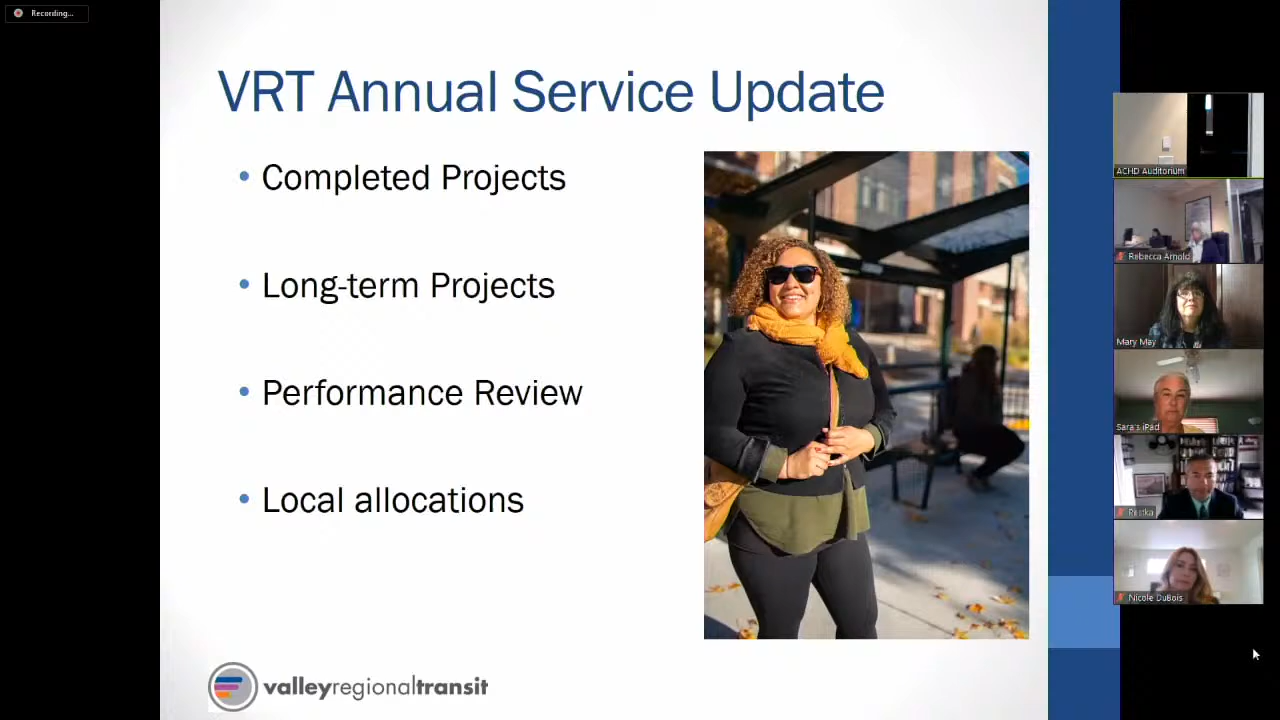 Recording...
VRT Annual Service Update
• Completed Projects
• Long-term Projects
• Performance Review
• Local allocations
valleyregionaltransit
ACHD Auditorium
Rebecca Arnold
Mary May
Sara's iPad
Nicole DuBois